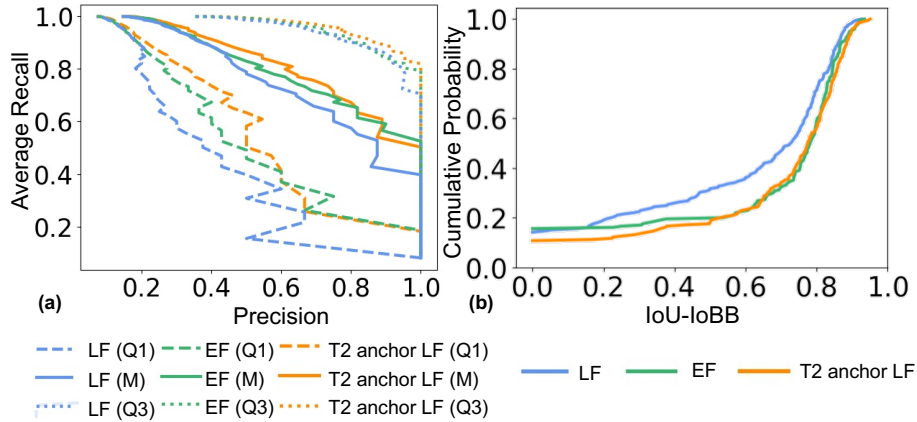 1.0
0.8
0.6
0.4
0.2
Average Recall
0.2 0.4 0.6 0.8 1.0
(a)
Precision
1.0
0.8
0.6
0.4
0.2
0.0
Cumulative Probability
0.0 0.2 0.4 0.6 0.8 1.0
(b)
IoU-IoBB
LF (Q1) EF (Q1) T2 anchor LF (Q1)
LF (M) EF (M) T2 anchor LF (M)
LF (Q3) EF (Q3) T2 anchor LF (Q3)
LF EF T2 anchor LF